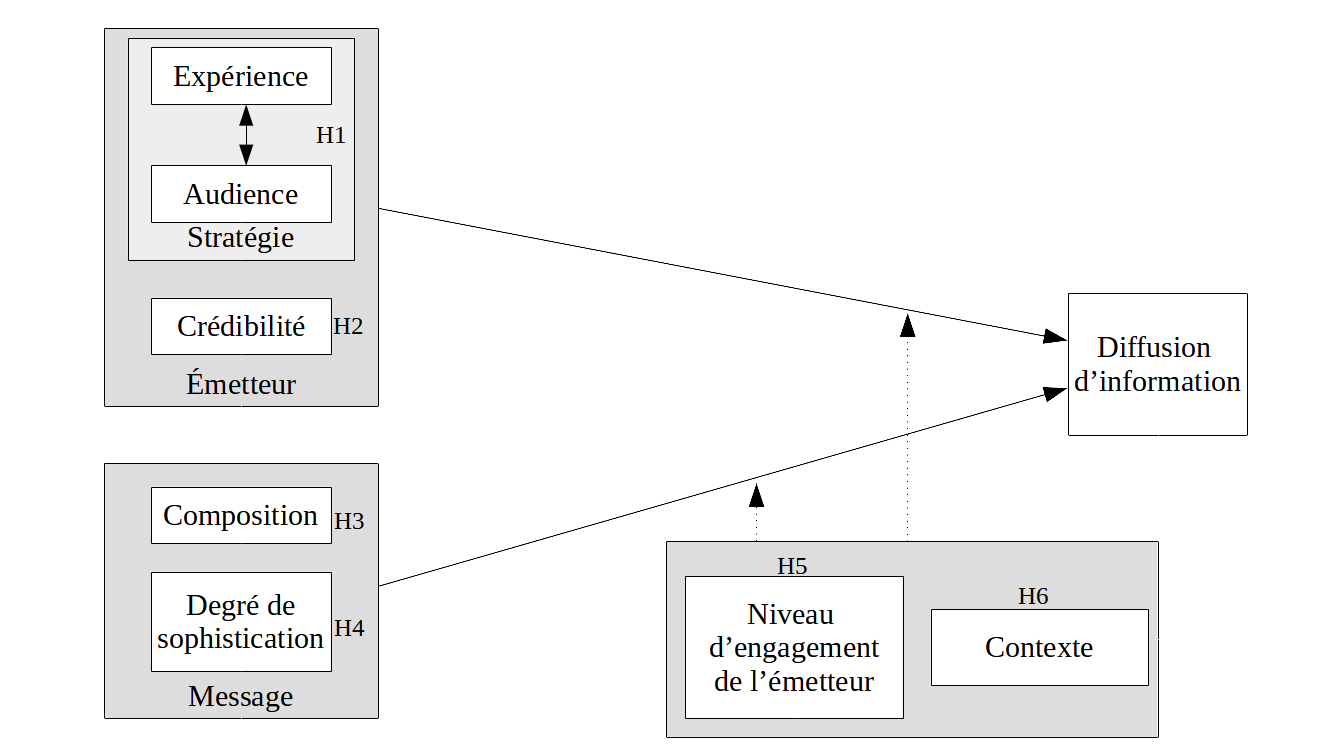 Expérience
H1
Audience
Stratégie
Crédibilité
H2
Émetteur
Composition
H3
Degré de
sophistication
H4
Message
Diffusion
d’information
H5
Niveau
d’engagement
de l’émetteur
H6
Contexte